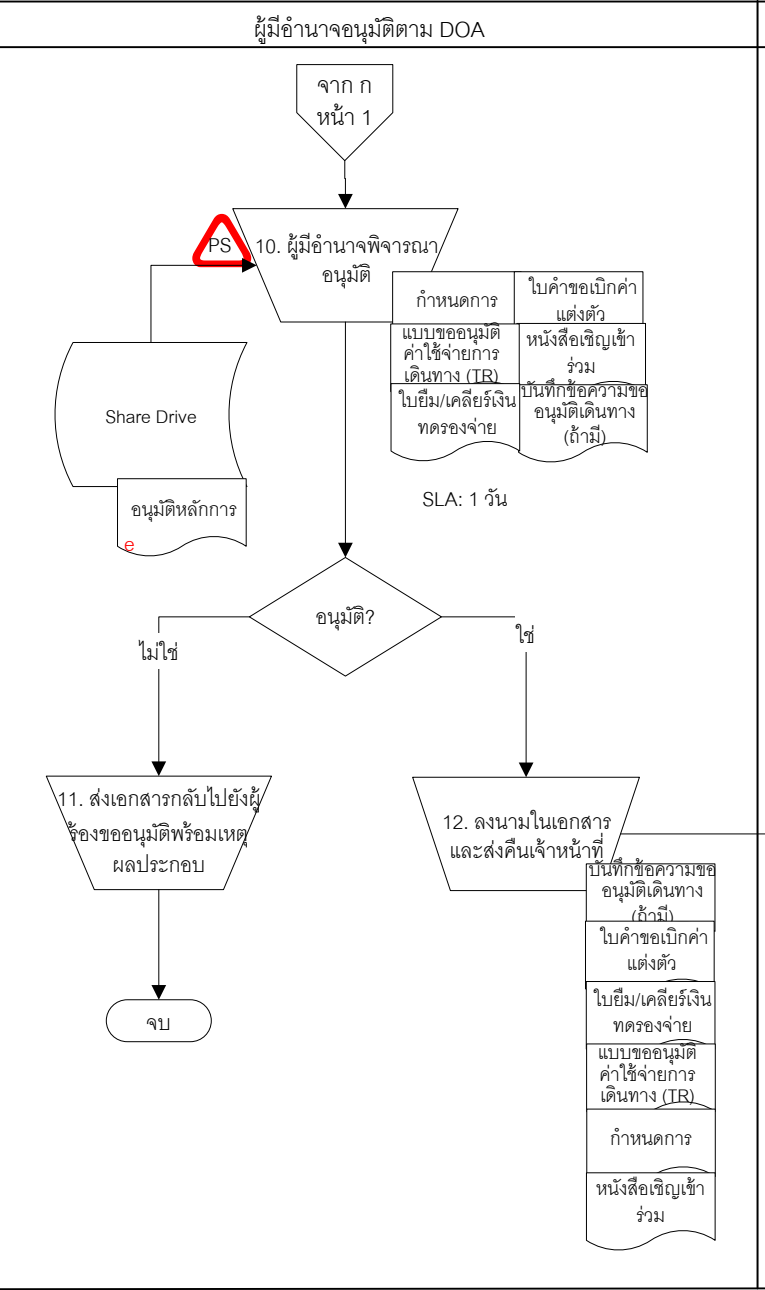 ผู้มีอำนาจอนุมัติตาม DOA
จาก ก
หน้า 1
PS
10. ผู้มีอำนาจพิจารณา
อนุมัติ
กำหนดการ
ใบคำขอเบิกค่า
แต่งตัว
แบบขออนุมัติ
ค่าใช้จ่ายการ
เดินทาง (TR)
หนังสือเชิญเข้า
ร่วม
ใบยืม/เคลียร์เงิน
ทดรองจ่าย
บันทึกข้อความขอ
อนุมัติเดินทาง
(ถ้ามี)
Share Drive
อนุมัติหลักการ
e
SLA: 1 วัน
อนุมัติ?
ไม่ใช่
ใช่
11. ส่งเอกสารกลับไปยังผู้
ร้องขออนุมัติพร้อมเหตุ
ผลประกอบ
12. ลงนามในเอกสาร
และส่งคืนเจ้าหน้าที่
บันทึกข้อความขอ
อนุมัติเดินทาง
(ถ้ามี)
ใบคำขอเบิกค่า
แต่งตัว
ใบยืม/เคลียร์เงิน
ทดรองจ่าย
แบบขออนุมัติ
ค่าใช้จ่ายการ
เดินทาง (TR)
กำหนดการ
หนังสือเชิญเข้า
ร่วม
จบ